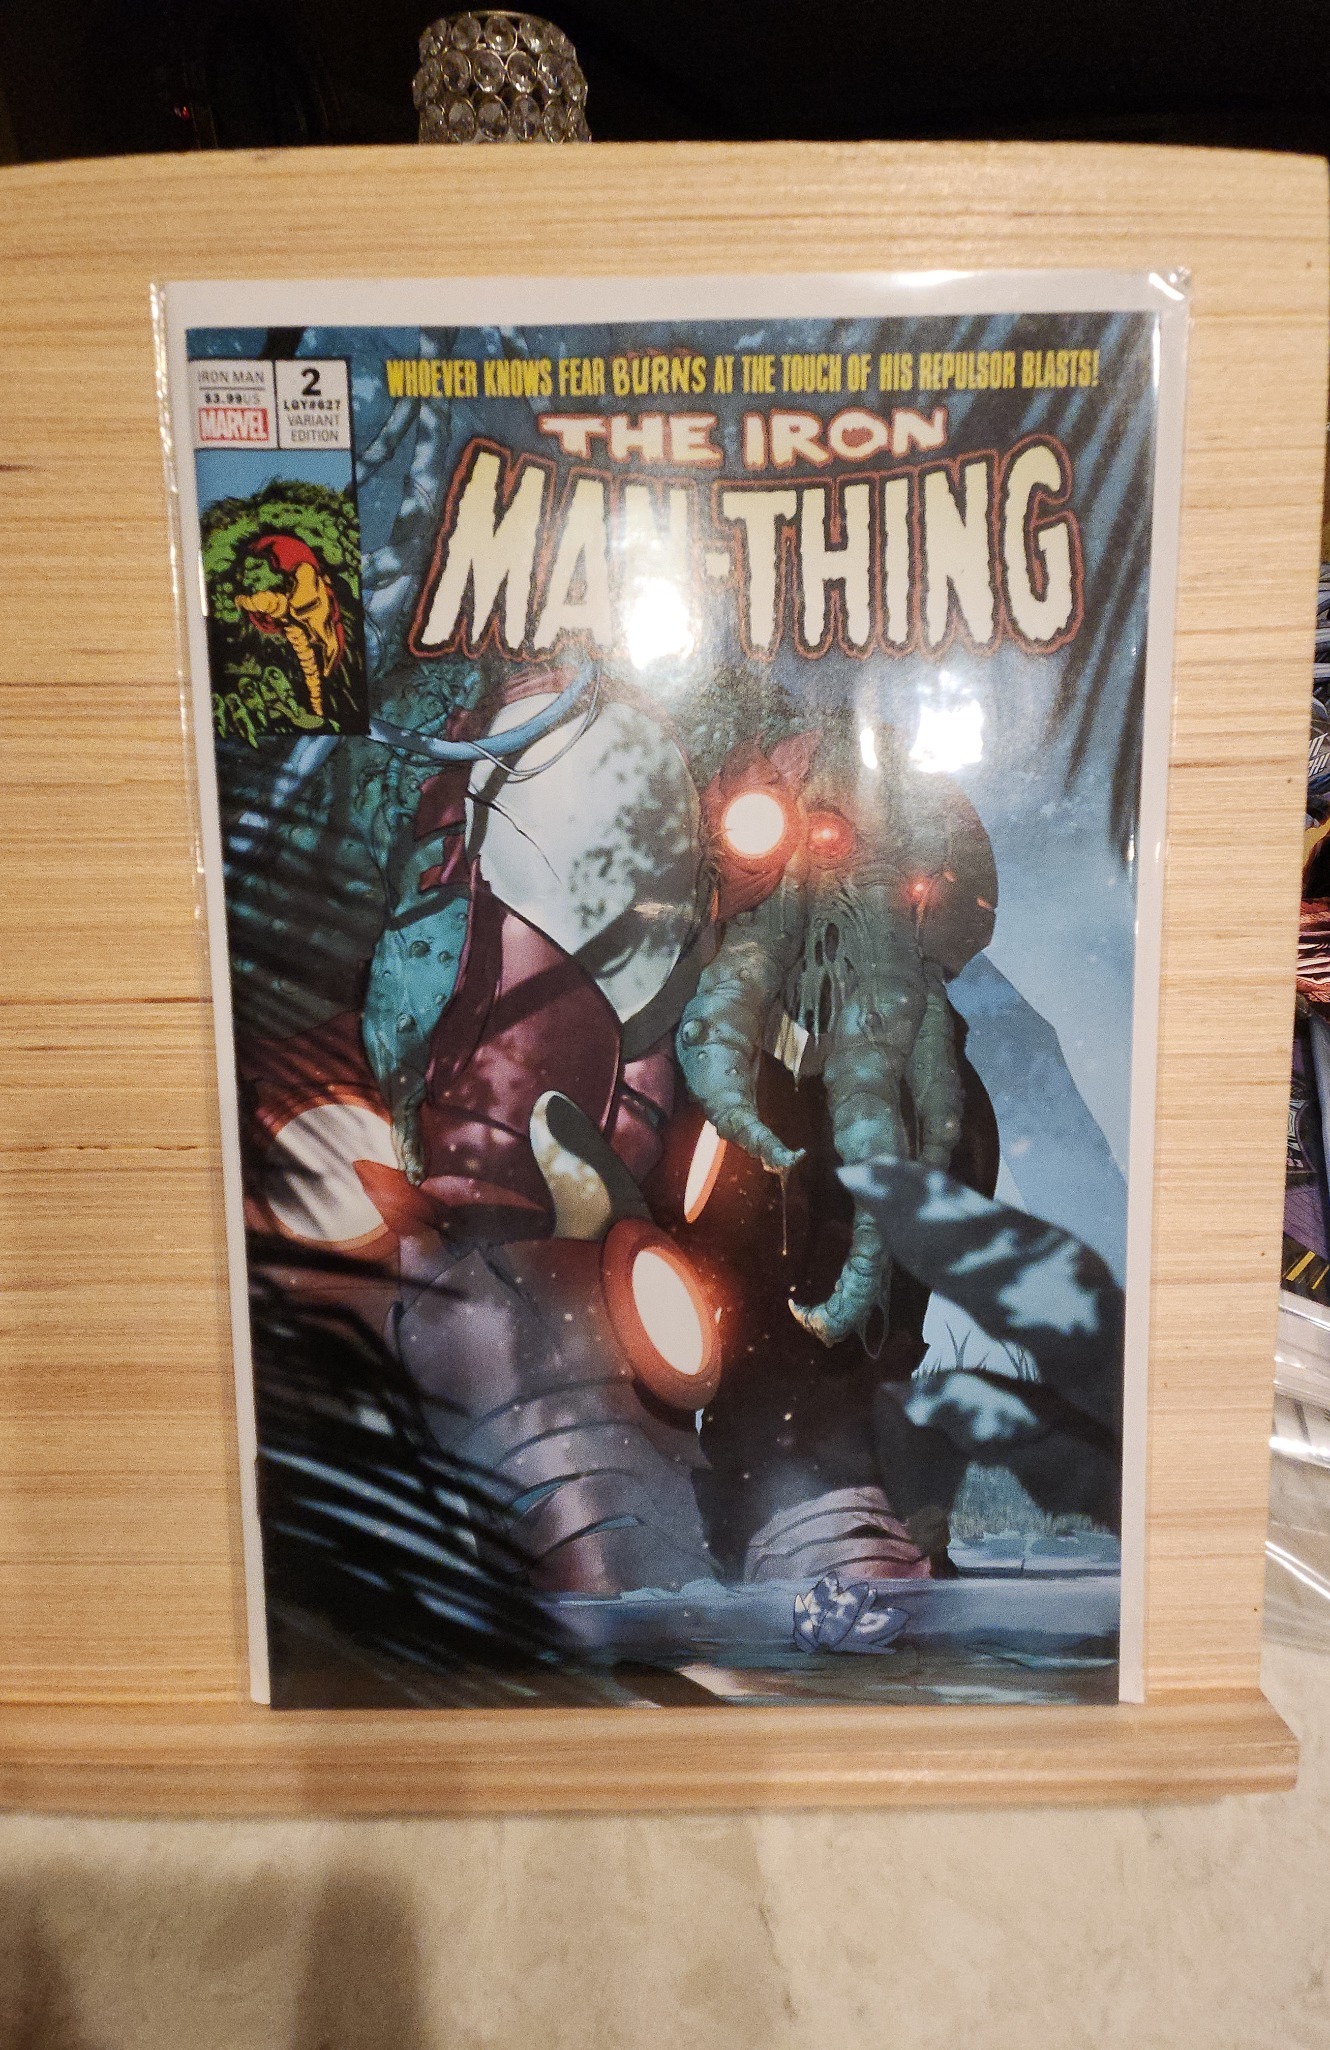 WHOEVER KNOWS FEAR BURNS AT THE TOUCH OF HIS REPULSOR BLASTS!
IRON MAN
$3.99US
MARVEL
2
LGY#627
VARIANT
EDITION
THE IRON
MAN-THING